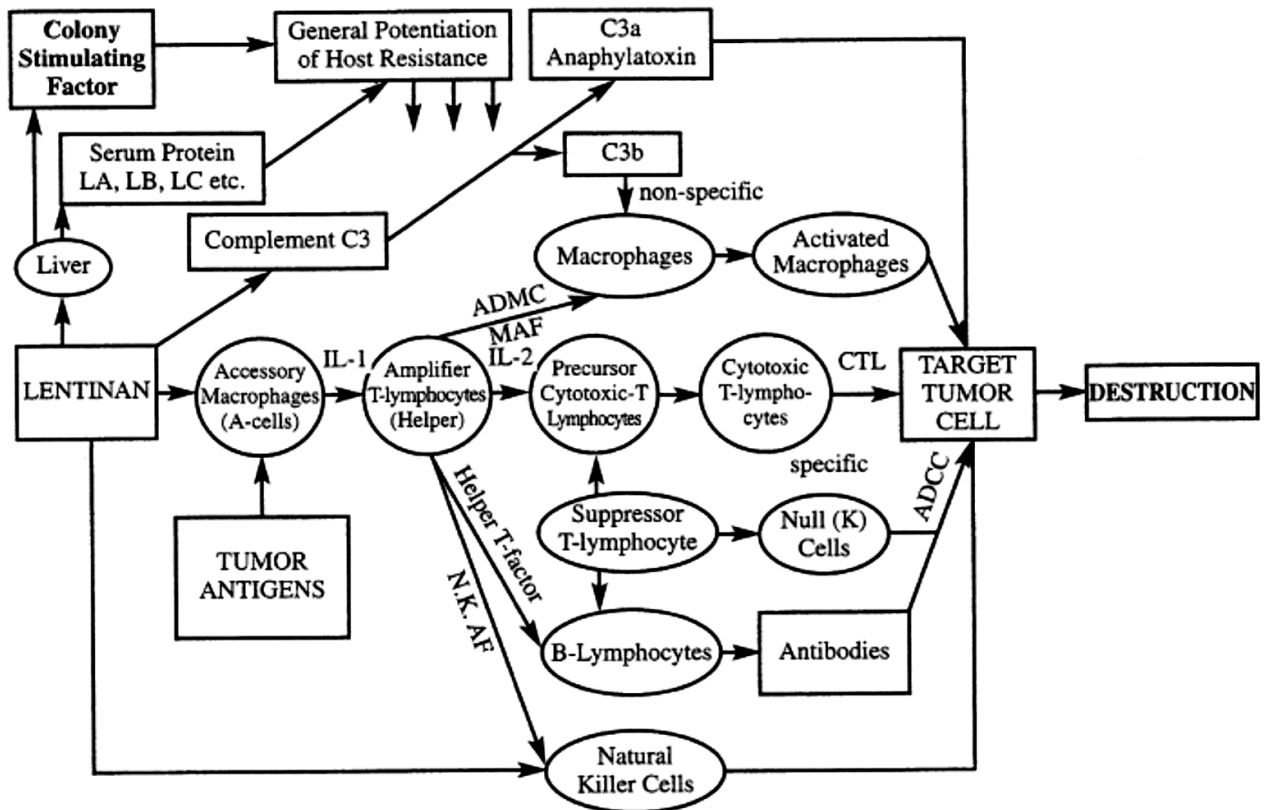 Colony
Stimulating
Factor
General Potentiation
of Host Resistance
C3a
Anaphylatoxin
Serum Protein
LA, LB, LC etc.
C3b
non-specific
Complement C3
Liver
Macrophages
Activated
Macrophages
ADMC
MAF
LENTINAN
Accessory
Macrophages
(A-cells)
IL-1
Amplifier
T-lymphocytes
(Helper)
IL-2
Precursor
Cytotoxic-T
Lymphocytes
Cytotoxic
T-lympho-
cytes
CTL
TARGET
TUMOR
CELL
DESTRUCTION
specific
ADCC
Helper T-factor
N.K. AF
Suppressor
T-lymphocyte
Null (K)
Cells
TUMOR
ANTIGENS
B-Lymphocytes
Antibodies
Natural
Killer Cells